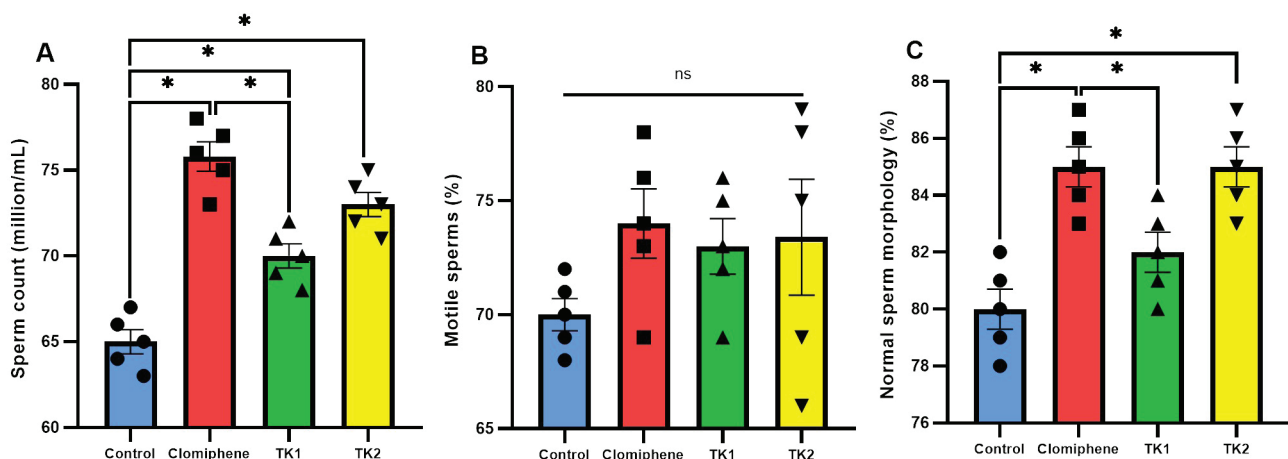 A
*
*
*
*
Sperm count (million/mL)
80
75
70
65
60
Control Clomiphene TK1 TK2
B
ns
Motile sperms (%)
80
75
70
65
Control Clomiphene TK1 TK2
C
*
*
*
Normal sperm morphology (%)
88
86
84
82
80
78
76
Control Clomiphene TK1 TK2